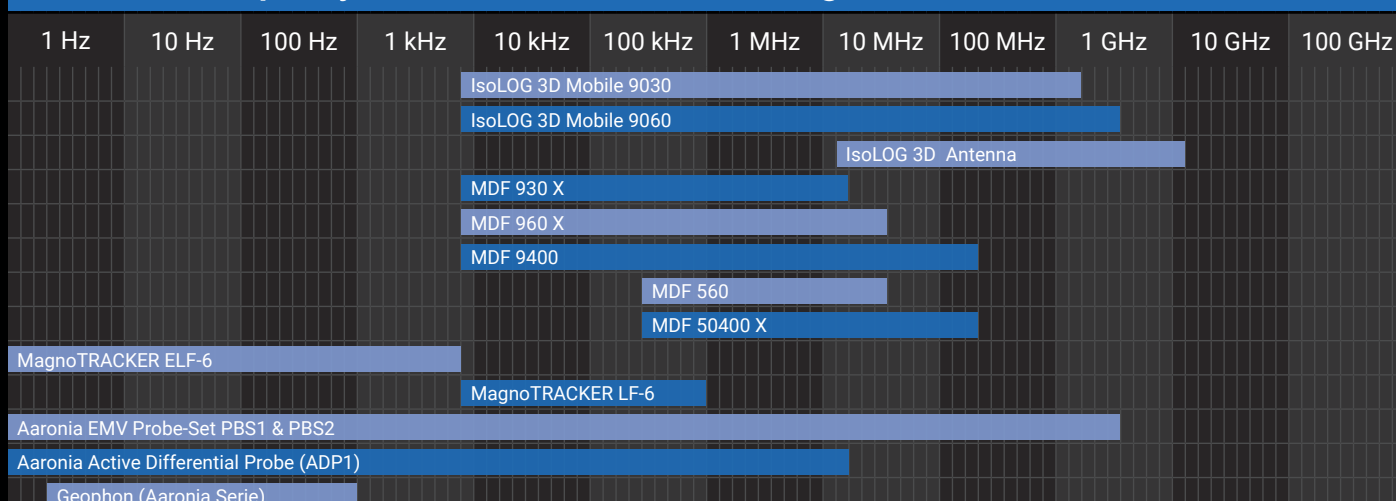 1 Hz 10 Hz 100 Hz 1 kHz 10 kHz 100 kHz 1 MHz 10 MHz 100 MHz 1 GHz 10 GHz 100 GHz
IsoLOG 3D Mobile 9030
IsoLOG 3D Mobile 9060
IsoLOG 3D Antenna
MDF 930 X
MDF 960 X
MDF 9400
MDF 560
MDF 50400 X
MagnoTRACKER ELF-6
MagnoTRACKER LF-6
Aaronia EMV Probe-Set PBS1 & PBS2
Aaronia Active Differential Probe (ADP1)
Geophon (Aaronia Serie)